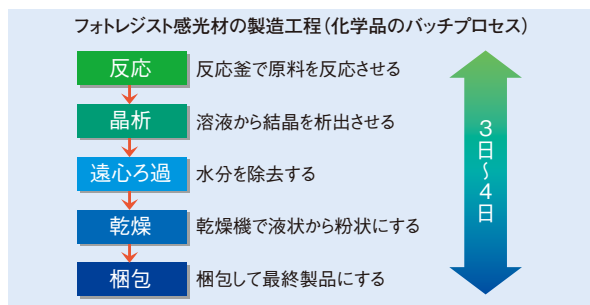 フォトレジスト感光材の製造工程（化学品のバッチプロセス）
反応
反応釜で原料を反応させる
晶析
溶液から結晶を析出させる
遠心ろ過
水分を除去する
乾燥
乾燥機で液状から粉状にする
梱包
梱包して最終製品にする
3日～4日